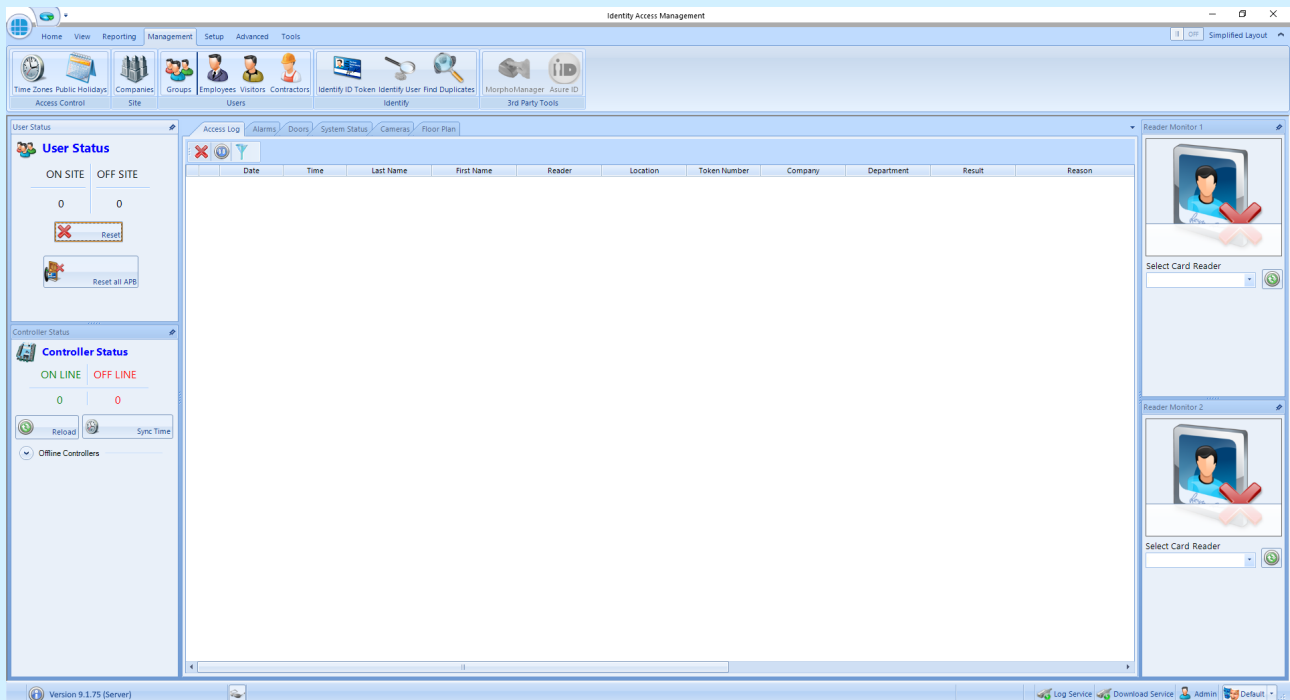 Identity Access Management
Home View Reporting Management Setup Advanced Tools
OFF Simplified Layout
Time Zones Public Holidays Companies Groups Employees Visitors Contractors Identify ID Token Identify User Find Duplicates MorphoManager Asure ID
Access Control Site Users Identify 3rd Party Tools
User Status
User Status
ON SITE OFF SITE
0 0
Reset
Reset all APB
Controller Status
Controller Status
ON LINE OFF LINE
0 0
Reload Sync Time
Offline Controllers
Access Log Alarms Doors System Status Cameras Floor Plan
Date Time Last Name First Name Reader Location Token Number Company Department Result Reason
Reader Monitor 1
Select Card Reader
Reader Monitor 2
Select Card Reader
Version 9.1.75 (Server)
Log Service Download Service Admin Default